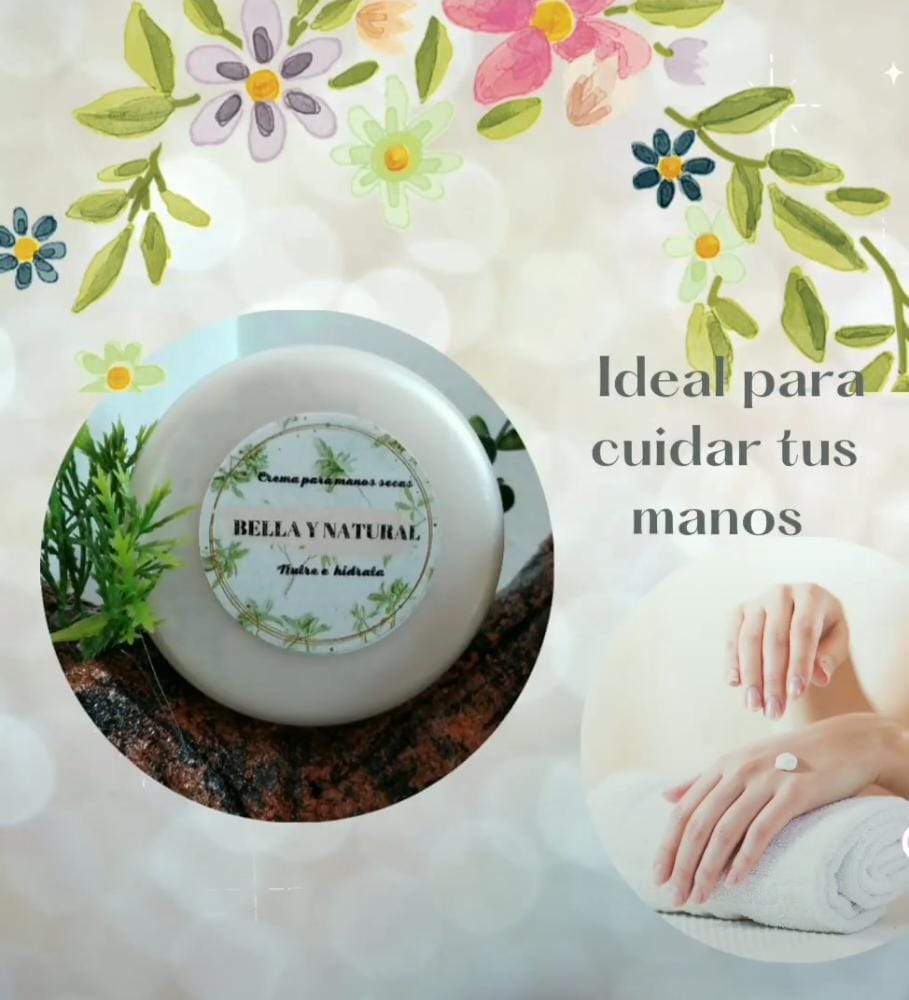 Ideal para
cuidar tus
manos
Crema para manos secas
BELLA Y NATURAL
Nutre e hidrata